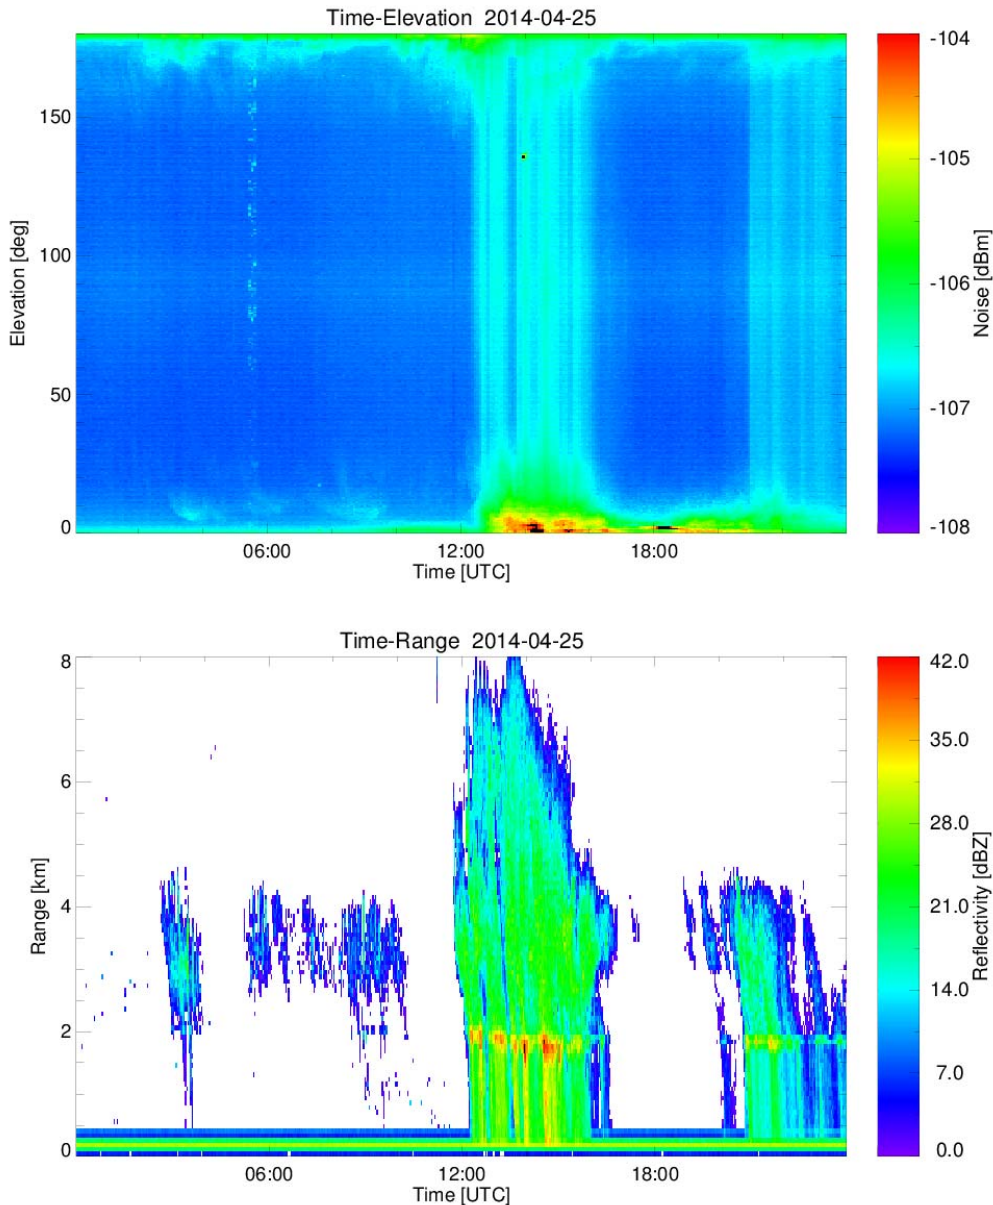 Time-Elevation 2014-04-25
150
100
50
0
Elevation [deg]
06:00 12:00 18:00
Time [UTC]
-104
-105
-106
-107
-108
Noise [dBm]
Time-Range 2014-04-25
8
6
4
2
0
Range [km]
06:00 12:00 18:00
Time [UTC]
42.0
35.0
28.0
21.0
14.0
7.0
0.0
Reflectivity [dBZ]